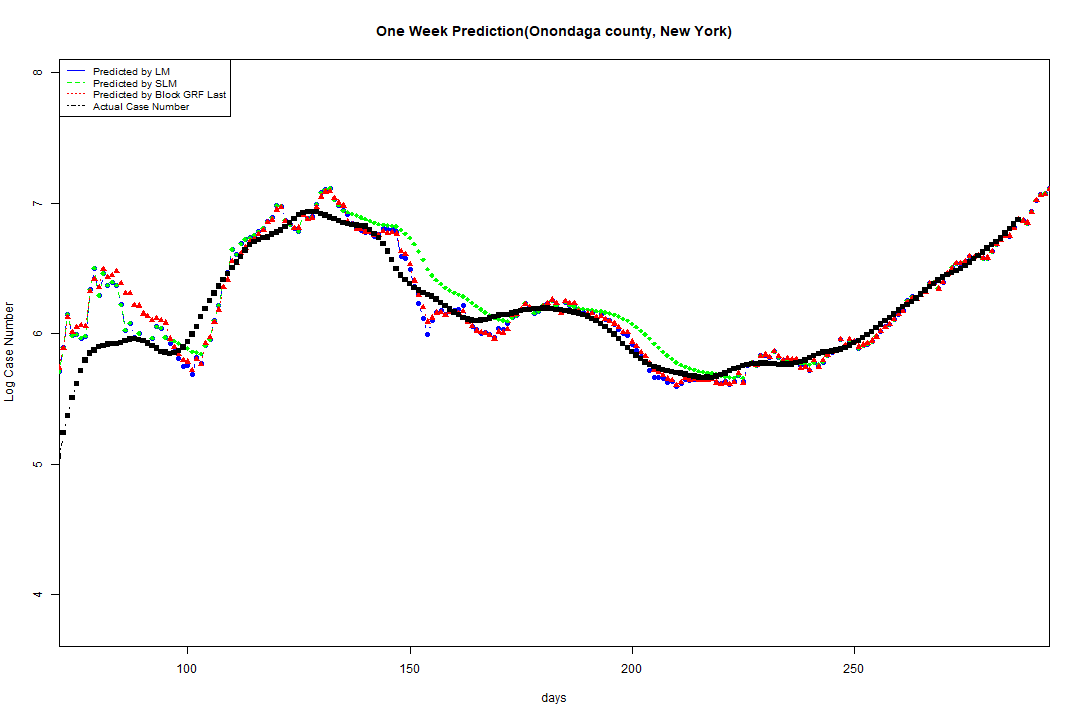 One Week Prediction(Onondaga county, New York)
Predicted by LM
Predicted by SLM
Predicted by Block GRF Last
Actual Case Number
8
7
6
5
4
Log Case Number
100 150 200 250
days